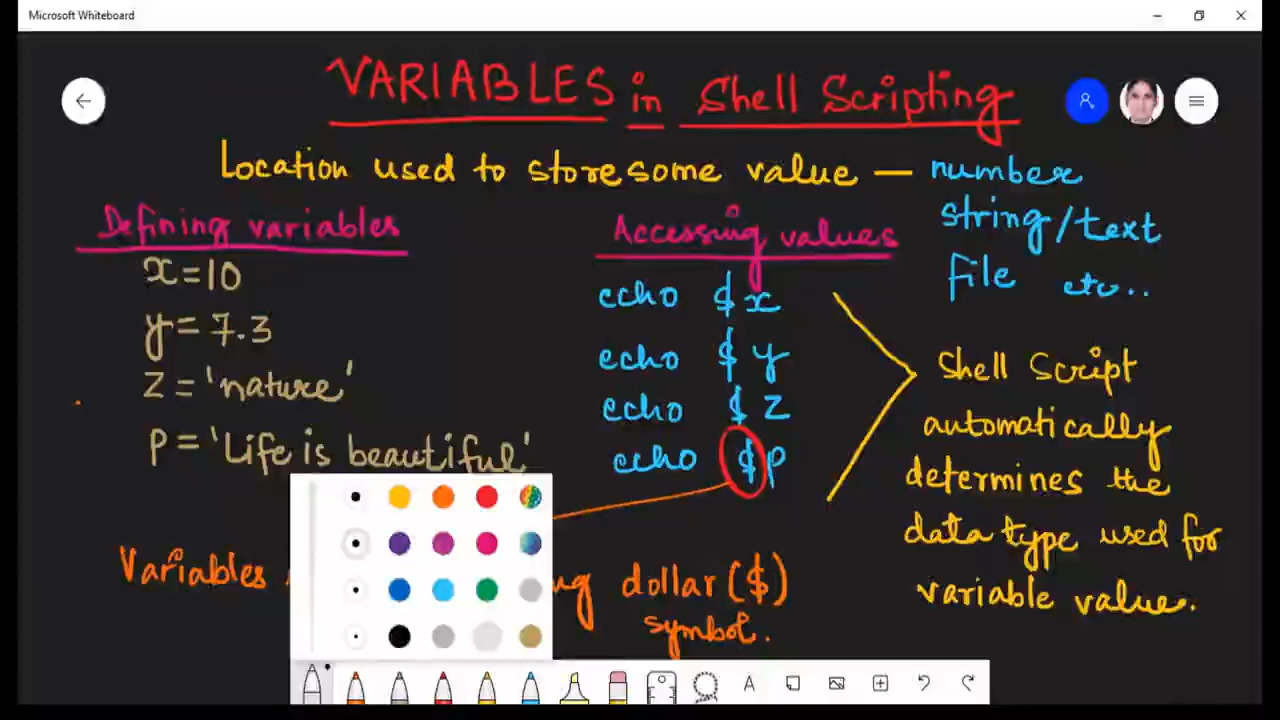 Microsoft Whiteboard
VARIABLES in Shell Scripting
Location used to store some value — number
string/text
file etc..
Defining variables
x=10
y=7.3
z='nature'
p='Life is beautiful'
Accessing values
echo $x
echo $y
echo $z
echo $p
Shell Script
automatically
determines the
data type used for
variable value.
Variables dollar($)
symbol.
A